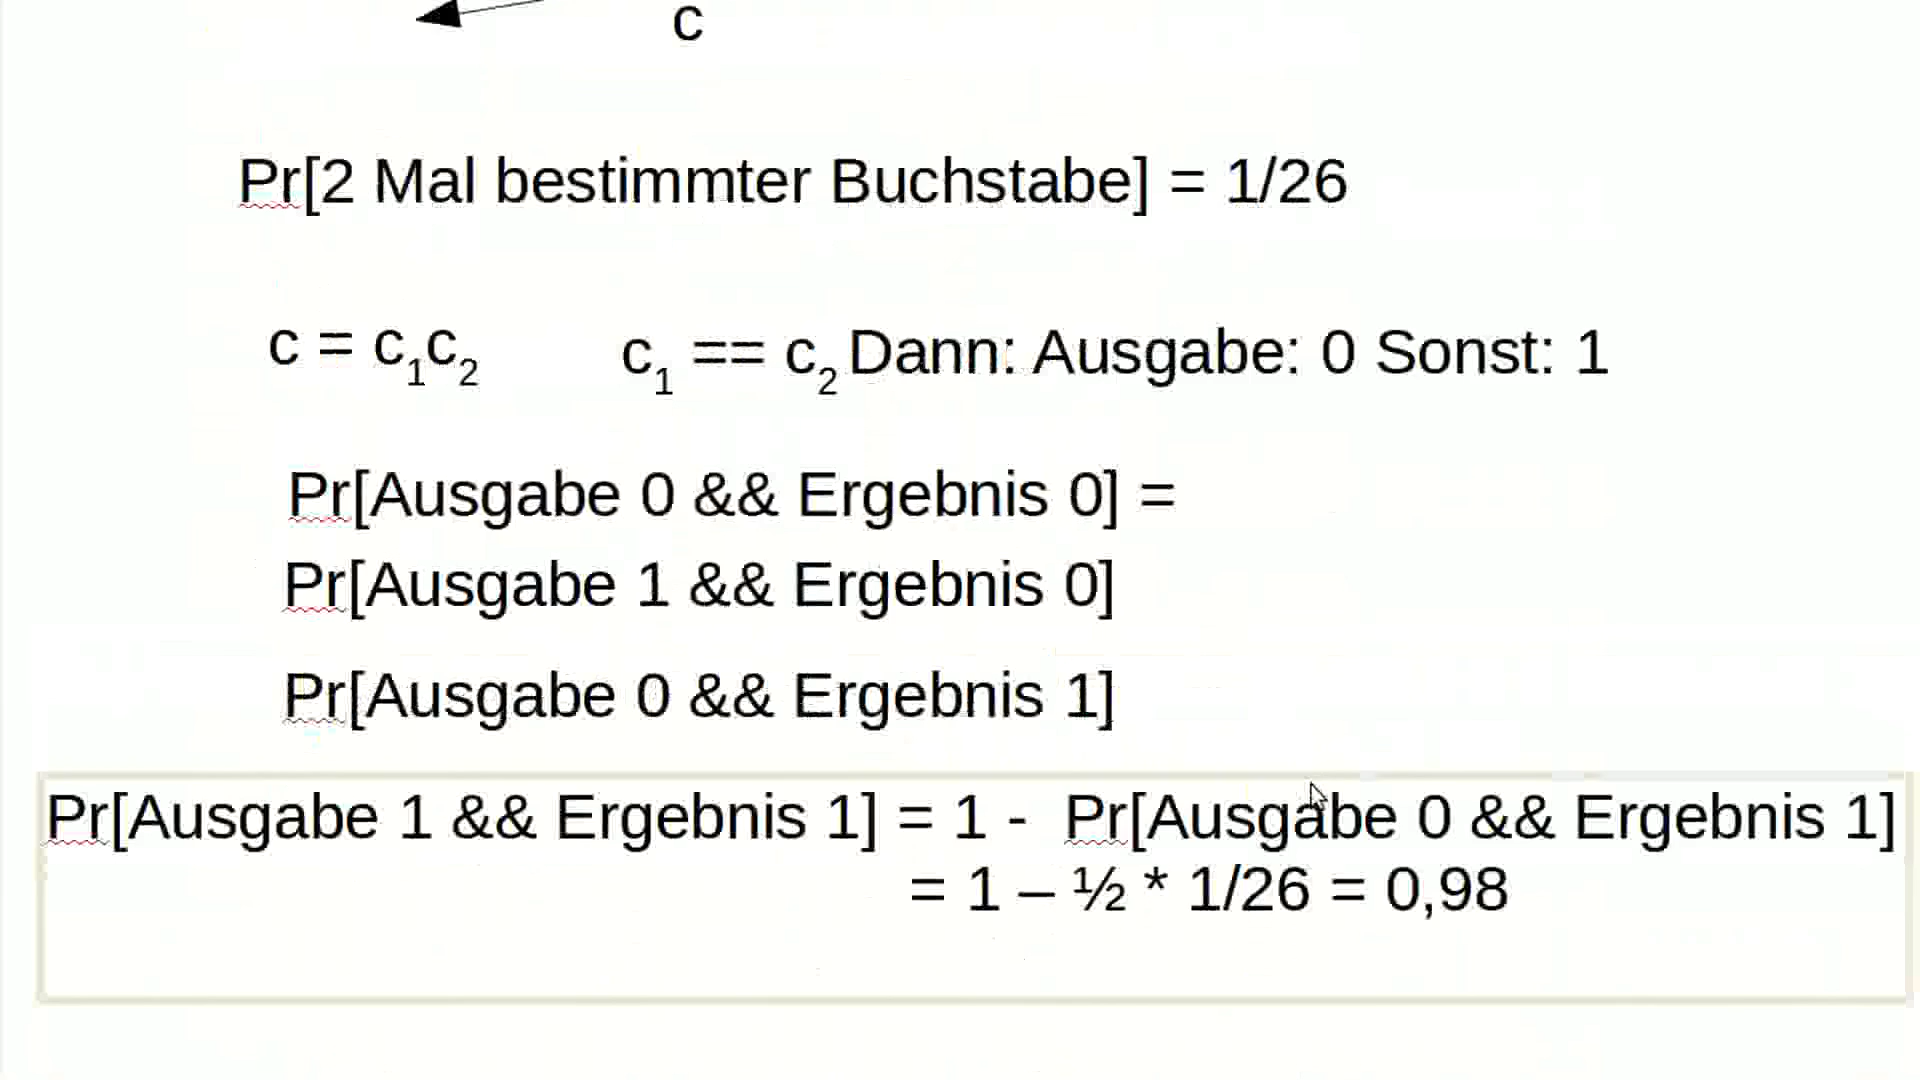 c
Pr[2 Mal bestimmter Buchstabe] = 1/26
c = c₁c₂ c₁ == c₂ Dann: Ausgabe: 0 Sonst: 1
Pr[Ausgabe 0 && Ergebnis 0] =
Pr[Ausgabe 1 && Ergebnis 0]
Pr[Ausgabe 0 && Ergebnis 1]
Pr[Ausgabe 1 && Ergebnis 1] = 1 - Pr[Ausgabe 0 && Ergebnis 1]
= 1 – ½ * 1/26 = 0,98